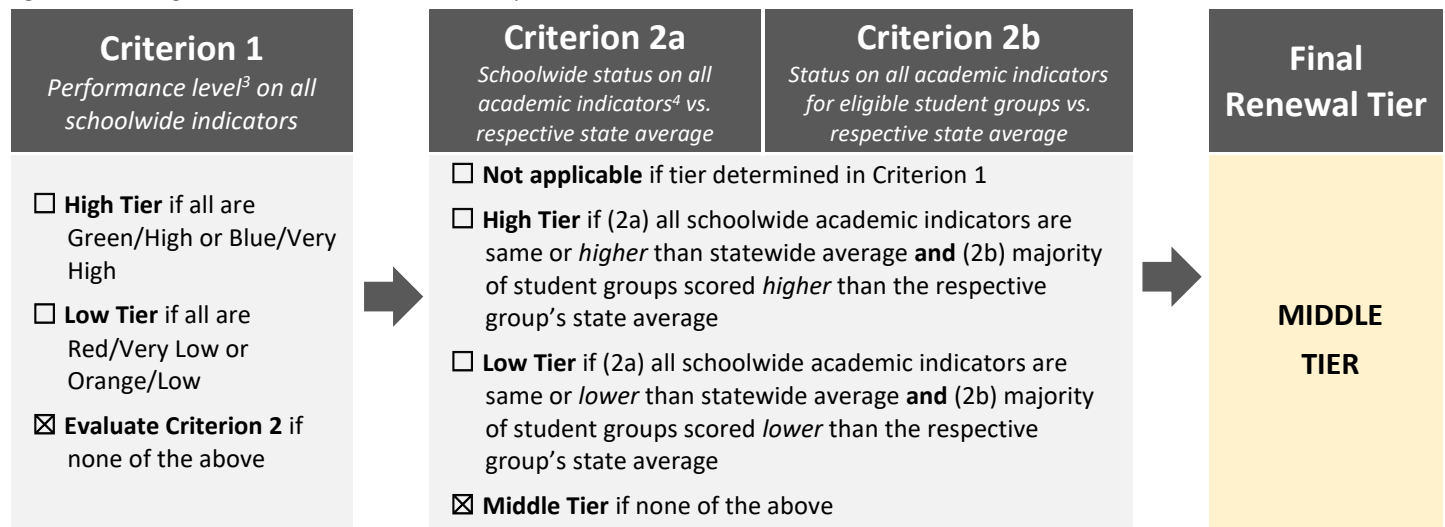 Criterion 1
Performance level³ on all
schoolwide indicators
☐ High Tier if all are
Green/High or Blue/Very
High
☐ Low Tier if all are
Red/Very Low or
Orange/Low
☒ Evaluate Criterion 2 if
none of the above
Criterion 2a
Schoolwide status on all
academic indicators⁴ vs.
respective state average
Criterion 2b
Status on all academic indicators
for eligible student groups vs.
respective state average
☐ Not applicable if tier determined in Criterion 1
☐ High Tier if (2a) all schoolwide academic indicators are
same or higher than statewide average and (2b) majority
of student groups scored higher than the respective
group’s state average
☐ Low Tier if (2a) all schoolwide academic indicators are
same or lower than statewide average and (2b) majority
of student groups scored lower than the respective
group’s state average
☒ Middle Tier if none of the above
Final
Renewal Tier
MIDDLE
TIER